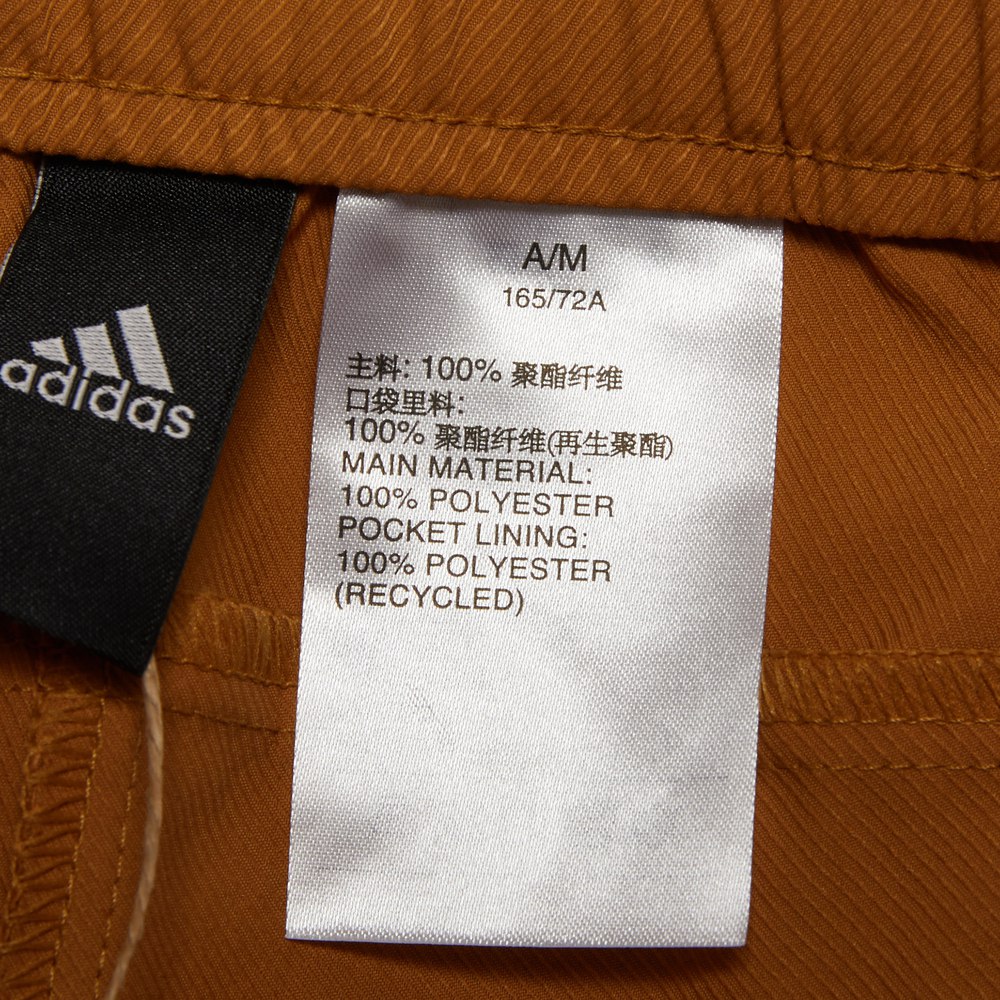 adidas
A/M
165/72A
主料: 100% 聚酯纤维
口袋里料:
100% 聚酯纤维(再生聚酯)
MAIN MATERIAL:
100% POLYESTER
POCKET LINING:
100% POLYESTER
(RECYCLED)